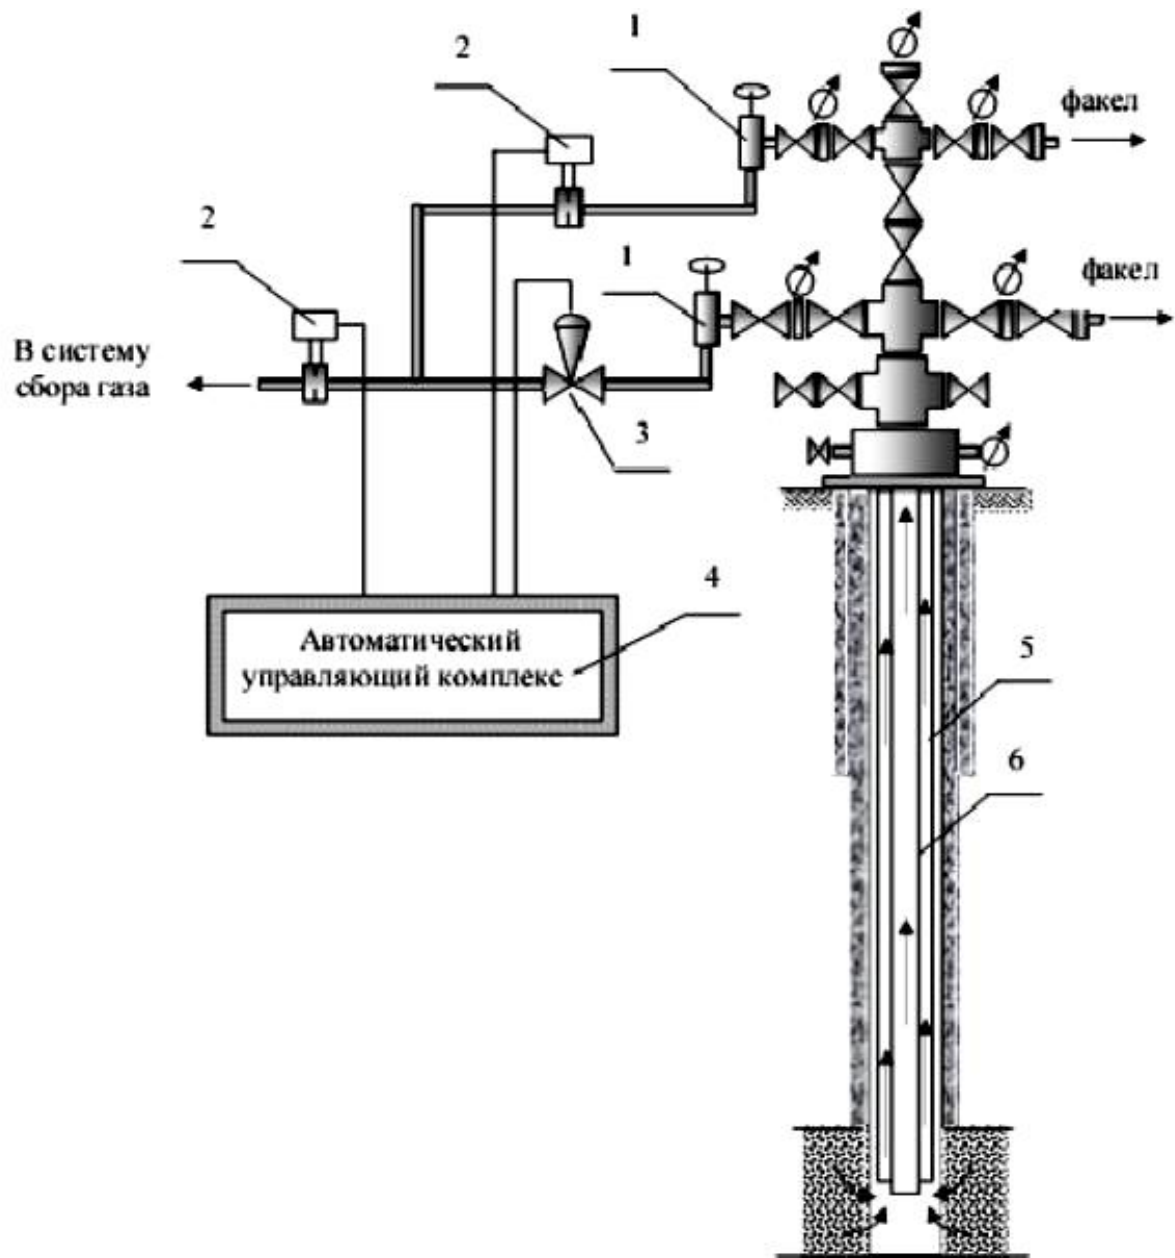 1
2
факел
2
1
факел
В систему
сбора газа
3
4
Автоматический
управляющий комплекс
5
6